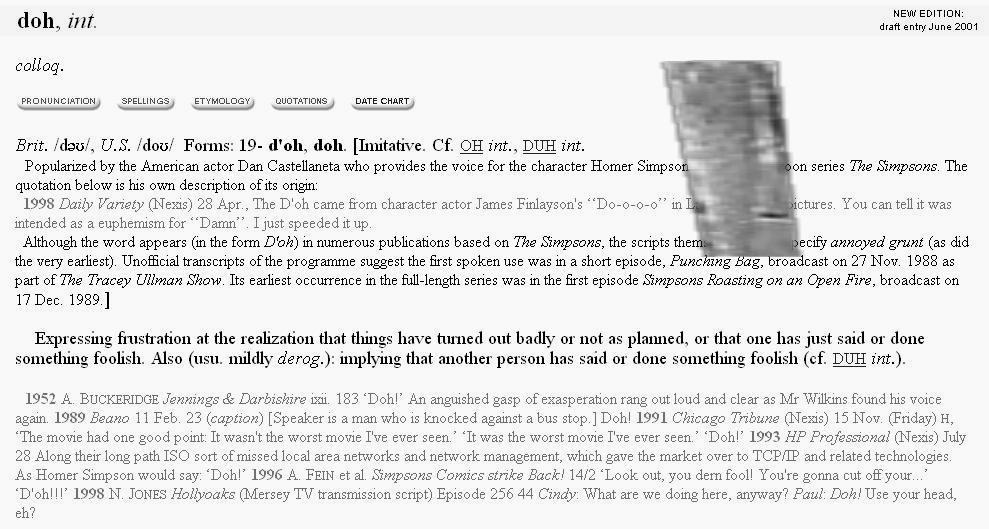 doh, int.
NEW EDITION:
draft entry June 2001
colloq.
PRONUNCIATION SPELLINGS ETYMOLOGY QUOTATIONS DATE CHART
Brit. /dəʊ/, U.S. /doʊ/ Forms: 19- d'oh, doh. [Imitative. Cf. OH int., DUH int.
Popularized by the American actor Dan Castellaneta who provides the voice for the character Homer Simpson series The Simpsons. The
quotation below is his own description of its origin:
1998 Daily Variety (Nexis) 28 Apr., The D'oh came from character actor James Finlayson's ‘‘Do-o-o-o’’ in pictures. You can tell it was
intended as a euphemism for ‘‘Damn’’. I just speeded it up.
Although the word appears (in the form D'oh) in numerous publications based on The Simpsons, the scripts annoyed grunt (as did
the very earliest). Unofficial transcripts of the programme suggest the first spoken use was in a short episode, Punching Bag, broadcast on 27 Nov. 1988 as
part of The Tracey Ullman Show. Its earliest occurrence in the full-length series was in the first episode Simpsons Roasting on an Open Fire, broadcast on
17 Dec. 1989.]
Expressing frustration at the realization that things have turned out badly or not as planned, or that one has just said or done
something foolish. Also (usu. mildly derog.): implying that another person has said or done something foolish (cf. DUH int.).
1952 A. BUCKERIDGE Jennings & Darbishire ixii. 183 ‘Doh!’ An anguished gasp of exasperation rang out loud and clear as Mr Wilkins found his voice
again. 1989 Beano 11 Feb. 23 (caption) [Speaker is a man who is knocked against a bus stop.] Doh! 1991 Chicago Tribune (Nexis) 15 Nov. (Friday) H,
‘The movie had one good point: It wasn't the worst movie I've ever seen.’ ‘It was the worst movie I've ever seen.’ ‘Doh!’ 1993 HP Professional (Nexis) July
28 Along their long path ISO sort of missed local area networks and network management, which gave the market over to TCP/IP and related technologies.
As Homer Simpson would say: ‘Doh!’ 1996 A. FEIN et al. Simpsons Comics strike Back! 14/2 ‘Look out, you dern fool! You're gonna cut off your...’
‘D'oh!!!’ 1998 N. JONES Hollyoaks (Mersey TV transmission script) Episode 256 44 Cindy: What are we doing here, anyway? Paul: Doh! Use your head,
eh?